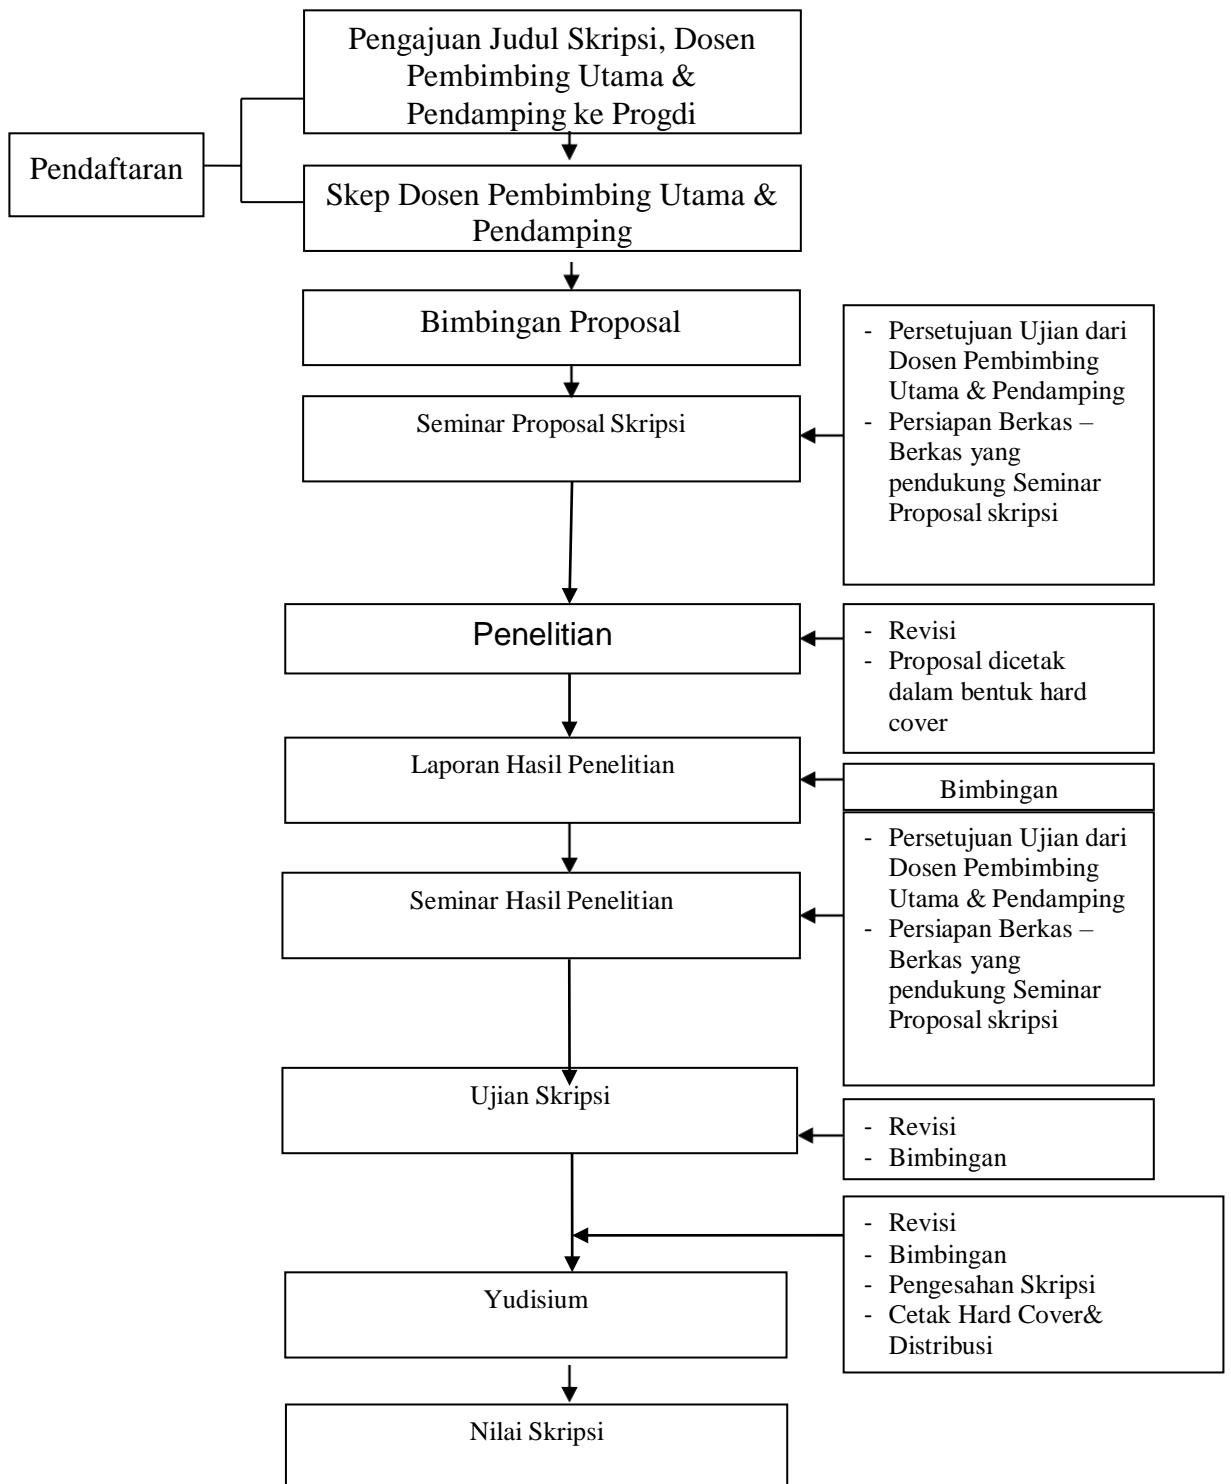 Pengajuan Judul Skripsi, Dosen
Pembimbing Utama &
Pendamping ke Progdi
Pendaftaran
Skep Dosen Pembimbing Utama &
Pendamping
Bimbingan Proposal
- Persetujuan Ujian dari
Dosen Pembimbing
Utama & Pendamping
- Persiapan Berkas –
Berkas yang
pendukung Seminar
Proposal skripsi
Seminar Proposal Skripsi
Penelitian
- Revisi
- Proposal dicetak
dalam bentuk hard
cover
Laporan Hasil Penelitian
Bimbingan
- Persetujuan Ujian dari
Dosen Pembimbing
Utama & Pendamping
- Persiapan Berkas –
Berkas yang
pendukung Seminar
Proposal skripsi
Seminar Hasil Penelitian
Ujian Skripsi
- Revisi
- Bimbingan
- Revisi
- Bimbingan
- Pengesahan Skripsi
- Cetak Hard Cover&
Distribusi
Yudisium
Nilai Skripsi